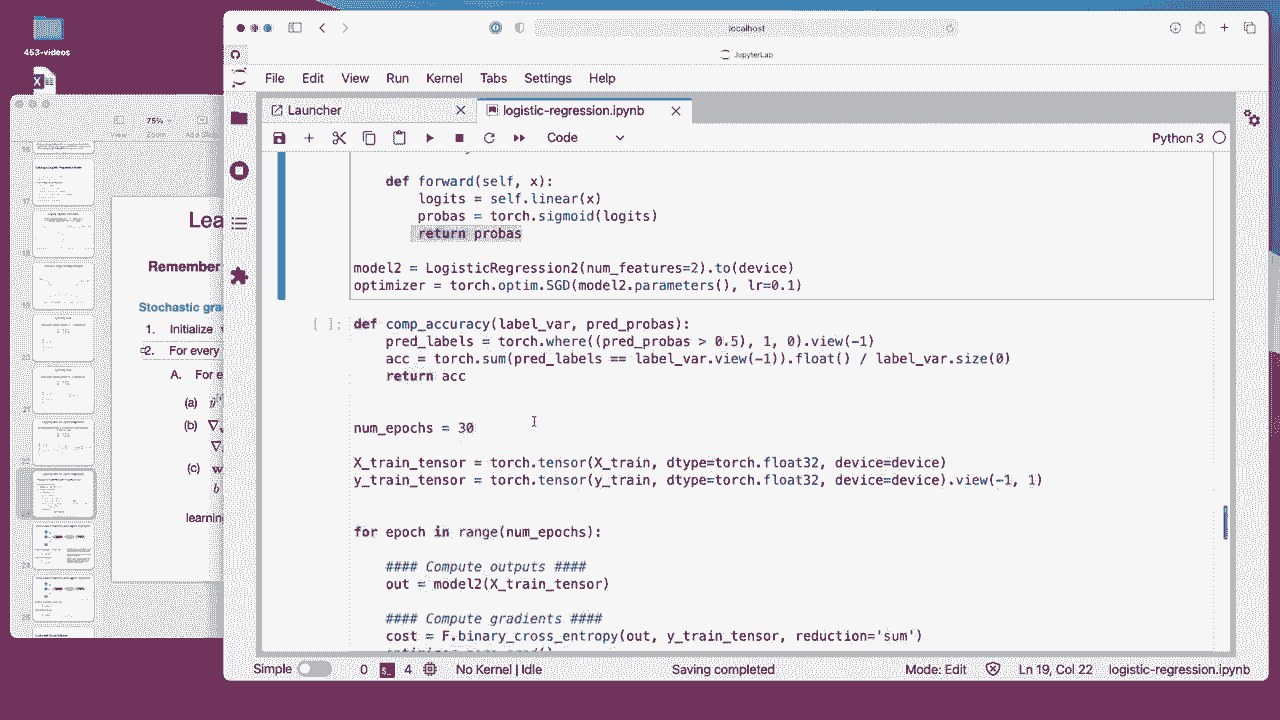 453-videos
localhost
JupyterLab
File Edit View Run Kernel Tabs Settings Help
Launcher
logistic-regression.ipynb
Code
Python 3
75%
View
Zoom
def forward(self, x):
logits = self.linear(x)
probas = torch.sigmoid(logits)
return probas
model2 = LogisticRegression2(num_features=2).to(device)
optimizer = torch.optim.SGD(model2.parameters(), lr=0.1)
[ ]:
def comp_accuracy(label_var, pred_probas):
pred_labels = torch.where((pred_probas > 0.5), 1, 0).view(-1)
acc = torch.sum(pred_labels == label_var.view(-1)).float() / label_var.size(0)
return acc
num_epochs = 30
X_train_tensor = torch.tensor(X_train, dtype=torch.float32, device=device)
y_train_tensor = torch.tensor(y_train, dtype=torch.float32, device=device).view(-1, 1)
for epoch in range(num_epochs):
#### Compute outputs ####
out = model2(X_train_tensor)
#### Compute gradients ####
cost = F.binary_cross_entropy(out, y_train_tensor, reduction='sum')
Lea
Remember
Stochastic gra
1. Initialize
2. For every
A. For e
(a)
(b)
(c)
learning
Simple 0 4 No Kernel | Idle Saving completed Mode: Edit Ln 19, Col 22 logistic-regression.ipynb